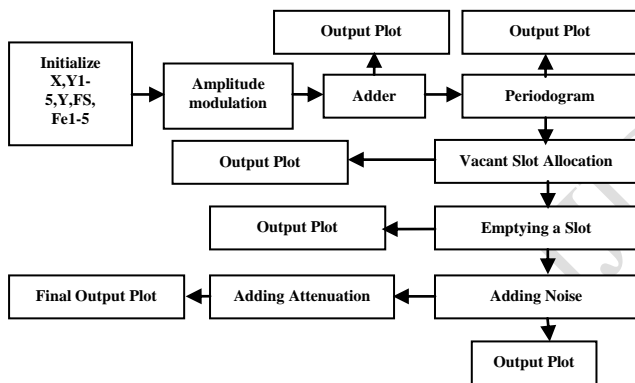 Output Plot
Output Plot
Initialize
X,Y1-
5,Y,FS,
Fe1-5
Amplitude
modulation
Adder
Periodogram
Output Plot
Vacant Slot Allocation
Output Plot
Emptying a Slot
Final Output Plot
Adding Attenuation
Adding Noise
Output Plot